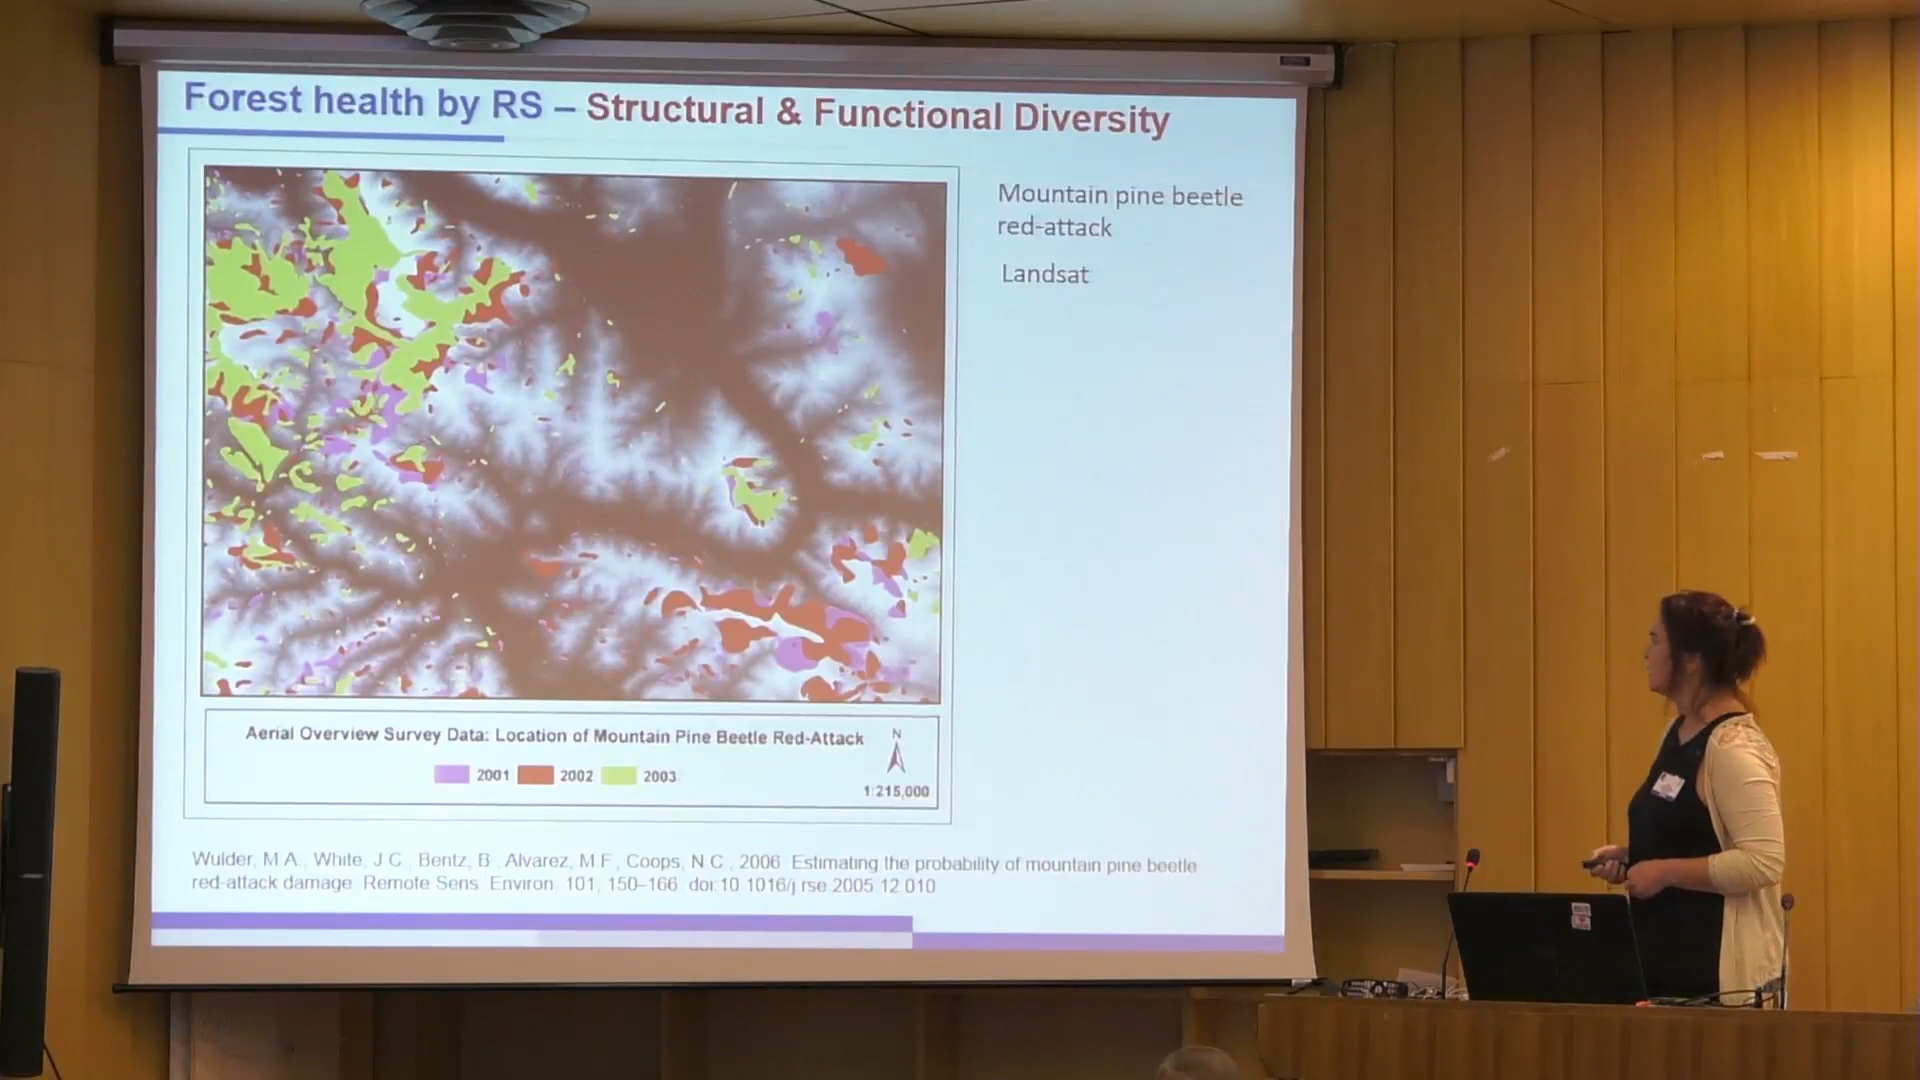 Forest health by RS – Structural & Functional Diversity
Mountain pine beetle
red-attack
Landsat
Aerial Overview Survey Data: Location of Mountain Pine Beetle Red-Attack
N
2001 2002 2003
1:215,000
Wulder, M.A., White, J.C., Bentz, B., Alvarez, M.F., Coops, N.C., 2006. Estimating the probability of mountain pine beetle
red-attack damage. Remote Sens. Environ. 101, 150–166. doi:10.1016/j.rse.2005.12.010